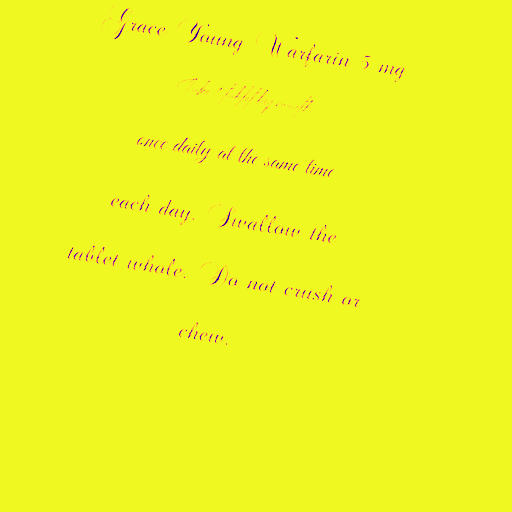 Grace Young Warfarin 5 mg
once daily at the same time
each day. Swallow the
tablet whole. Do not crush or
chew.